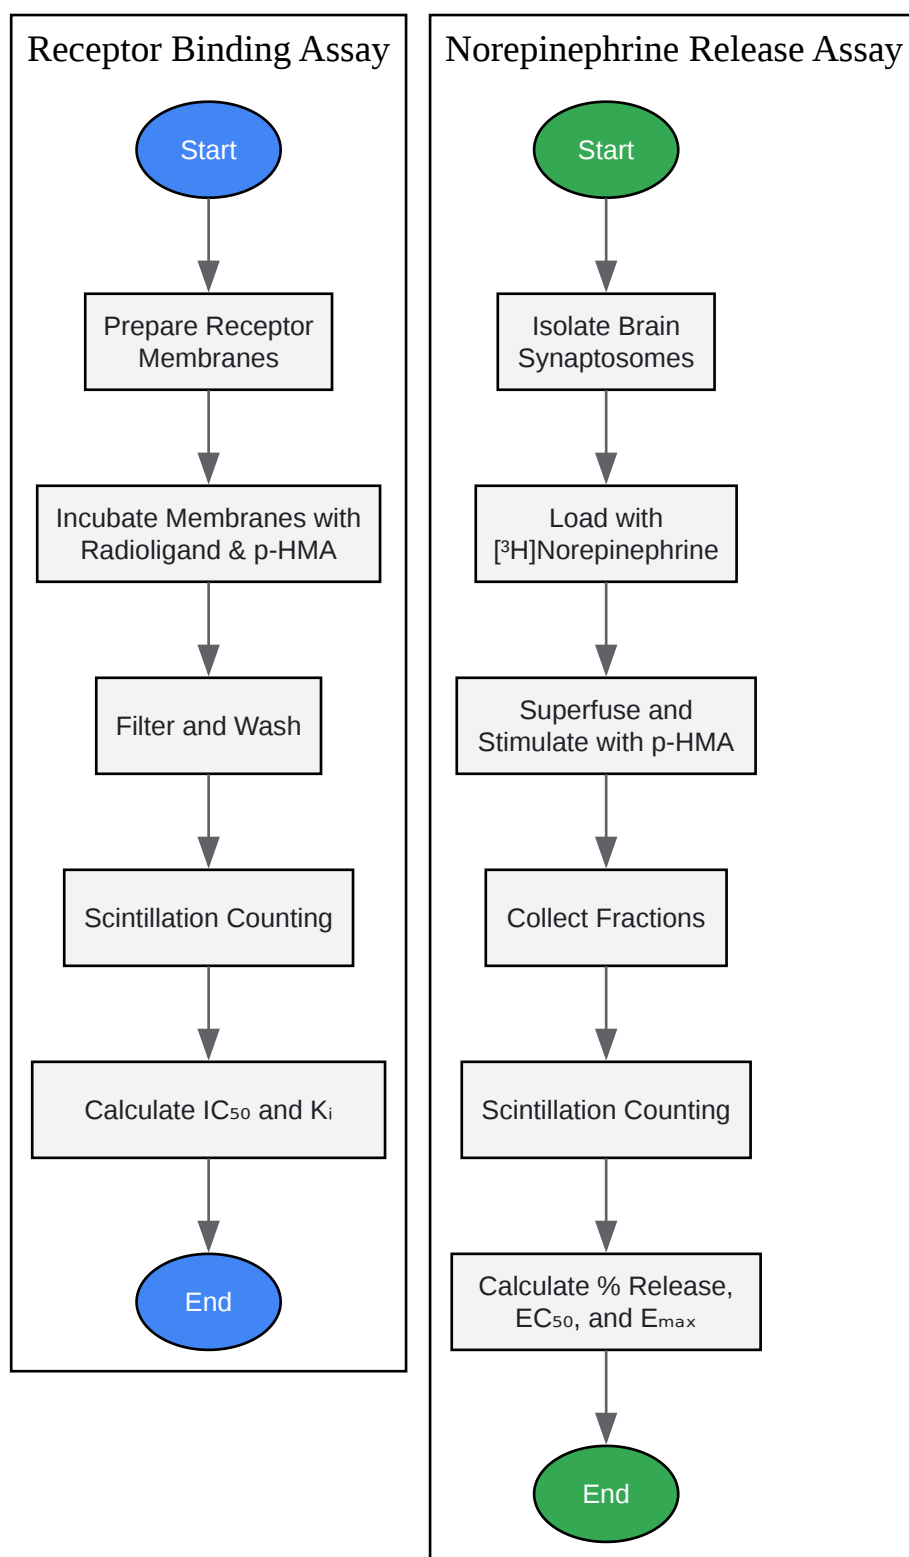 Receptor Binding Assay
Start
Prepare Receptor
Membranes
Incubate Membranes with
Radioligand & p-HMA
Filter and Wash
Scintillation Counting
Calculate IC₅₀ and Kᵢ
End
Norepinephrine Release Assay
Start
Isolate Brain
Synaptosomes
Load with
[³H]Norepinephrine
Superfuse and
Stimulate with p-HMA
Collect Fractions
Scintillation Counting
Calculate % Release,
EC₅₀, and Eₘₐₓ
End